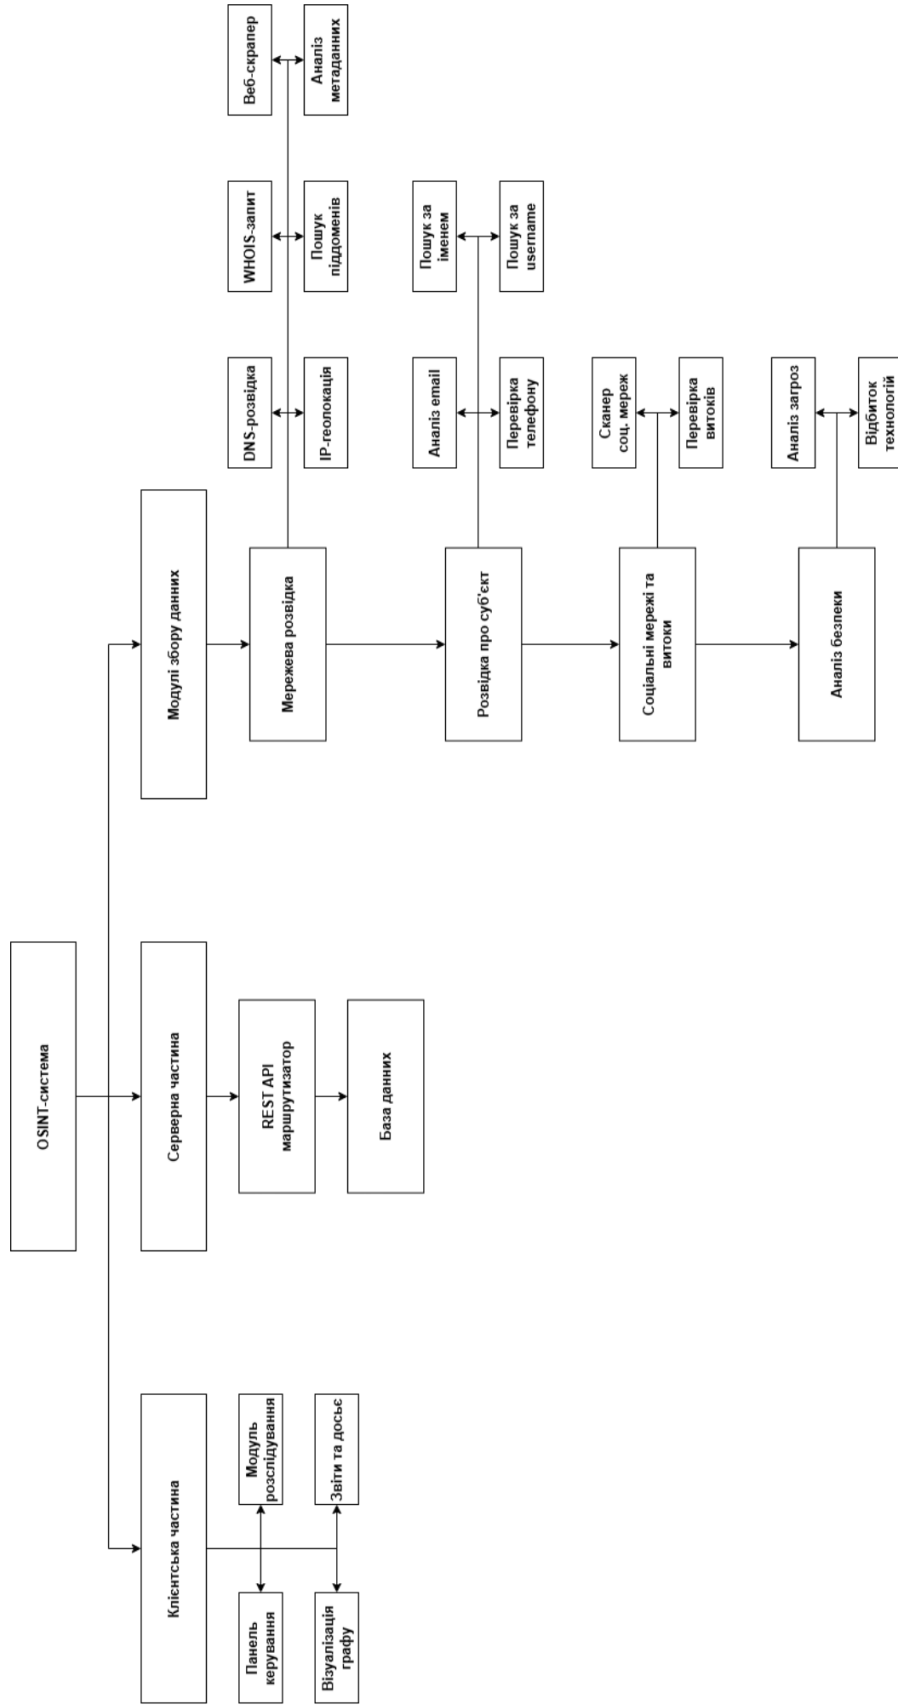 OSINT-система
Клієнтська частина
Серверна частина
Модулі збору данних
Панель
керування
Модуль
розслідування
Візуалізація
графу
Звіти та досьє
REST API
маршрутизатор
База данних
Мережева розвідка
DNS-розвідка
WHOIS-запит
Веб-скрапер
IP-геолокація
Пошук
піддоменів
Аналіз
метаданних
Розвідка про суб'єкт
Аналіз email
Пошук за
іменем
Перевірка
телефону
Пошук за
username
Соціальні мережі та
витоки
Сканер
соц. мереж
Перевірка
витоків
Аналіз безпеки
Аналіз загроз
Відбиток
технологій